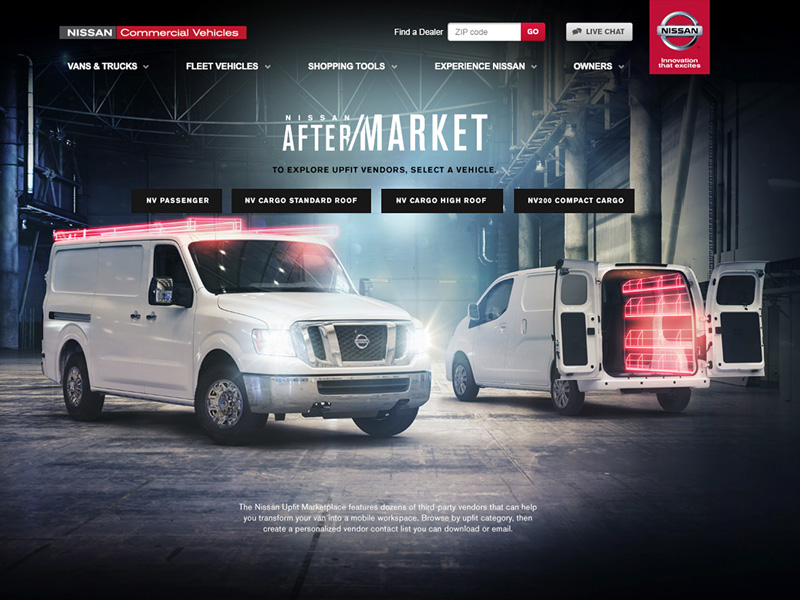 NISSAN Commercial Vehicles
Find a Dealer ZIP code GO LIVE CHAT
NISSAN
Innovation
that excites
VANS & TRUCKS FLEET VEHICLES SHOPPING TOOLS EXPERIENCE NISSAN OWNERS
NISSAN
AFTER/MARKET
TO EXPLORE UPFIT VENDORS, SELECT A VEHICLE.
NV PASSENGER NV CARGO STANDARD ROOF NV CARGO HIGH ROOF NV200 COMPACT CARGO
The Nissan Upfit Marketplace features dozens of third-party vendors that can help
you transform your van into a mobile workspace. Browse by upfit category, then
create a personalized vendor contact list you can download or email.